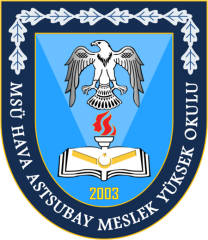 2003
MSÜ HAVA ASTSUBAY MESLEK YÜKSEK OKULU